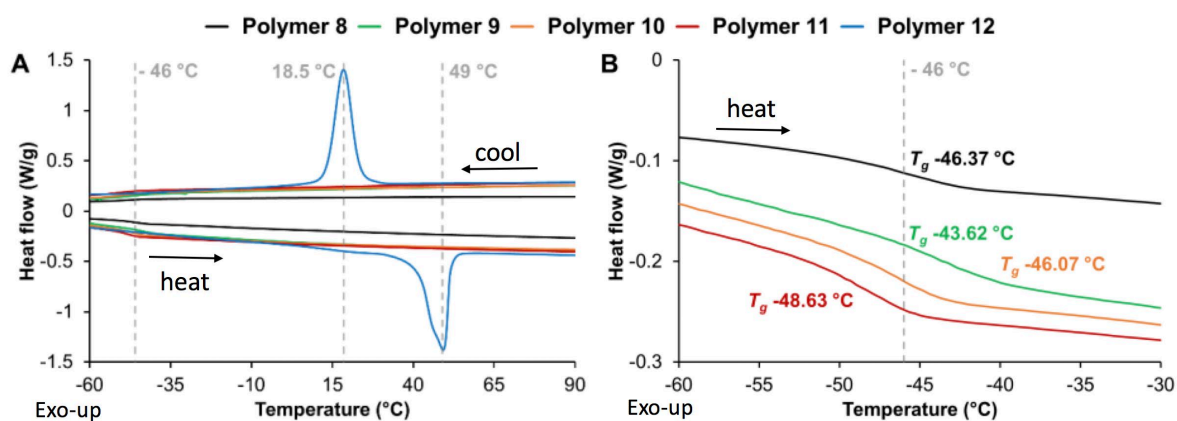 Polymer 8 Polymer 9 Polymer 10 Polymer 11 Polymer 12
A
- 46 °C 18.5 °C 49 °C
cool
heat
Heat flow (W/g)
1.5
1
0.5
0
-0.5
-1
-1.5
-60 -35 -10 15 40 65 90
Exo-up
Temperature (°C)
B
- 46 °C
heat
Tg -46.37 °C
Tg -43.62 °C
Tg -46.07 °C
Tg -48.63 °C
Heat flow (W/g)
0
-0.1
-0.2
-0.3
-60 -55 -50 -45 -40 -35 -30
Exo-up
Temperature (°C)